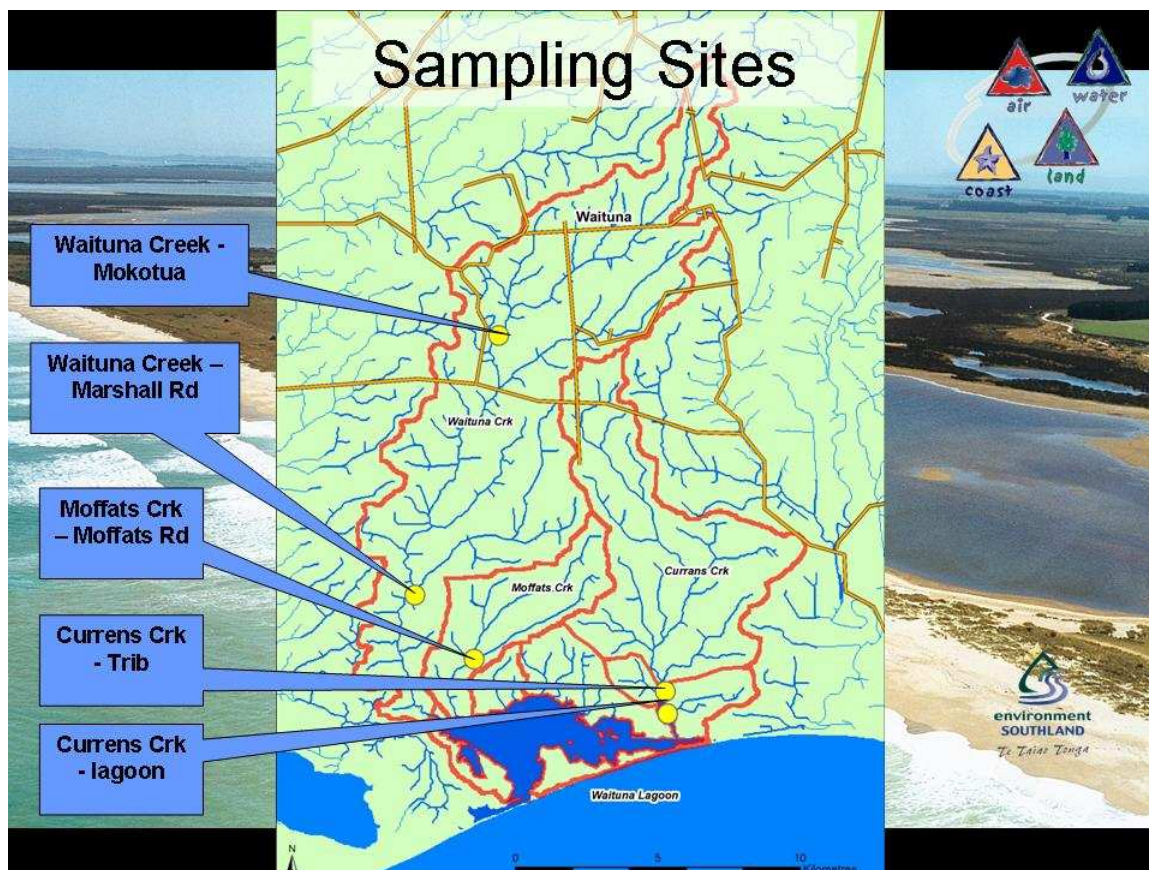 Sampling Sites
air
water
coast
land
Waituna
Waituna Creek -
Mokotua
Waituna Creek –
Marshall Rd
Waituna Crk
Moffats Crk
– Moffats Rd
Moffats Crk
Currans Crk
Currens Crk
- Trib
Currens Crk
- lagoon
environment
SOUTHLAND
Te Taiao Tonga
Waituna Lagoon
N
0 5 10
Kilometres